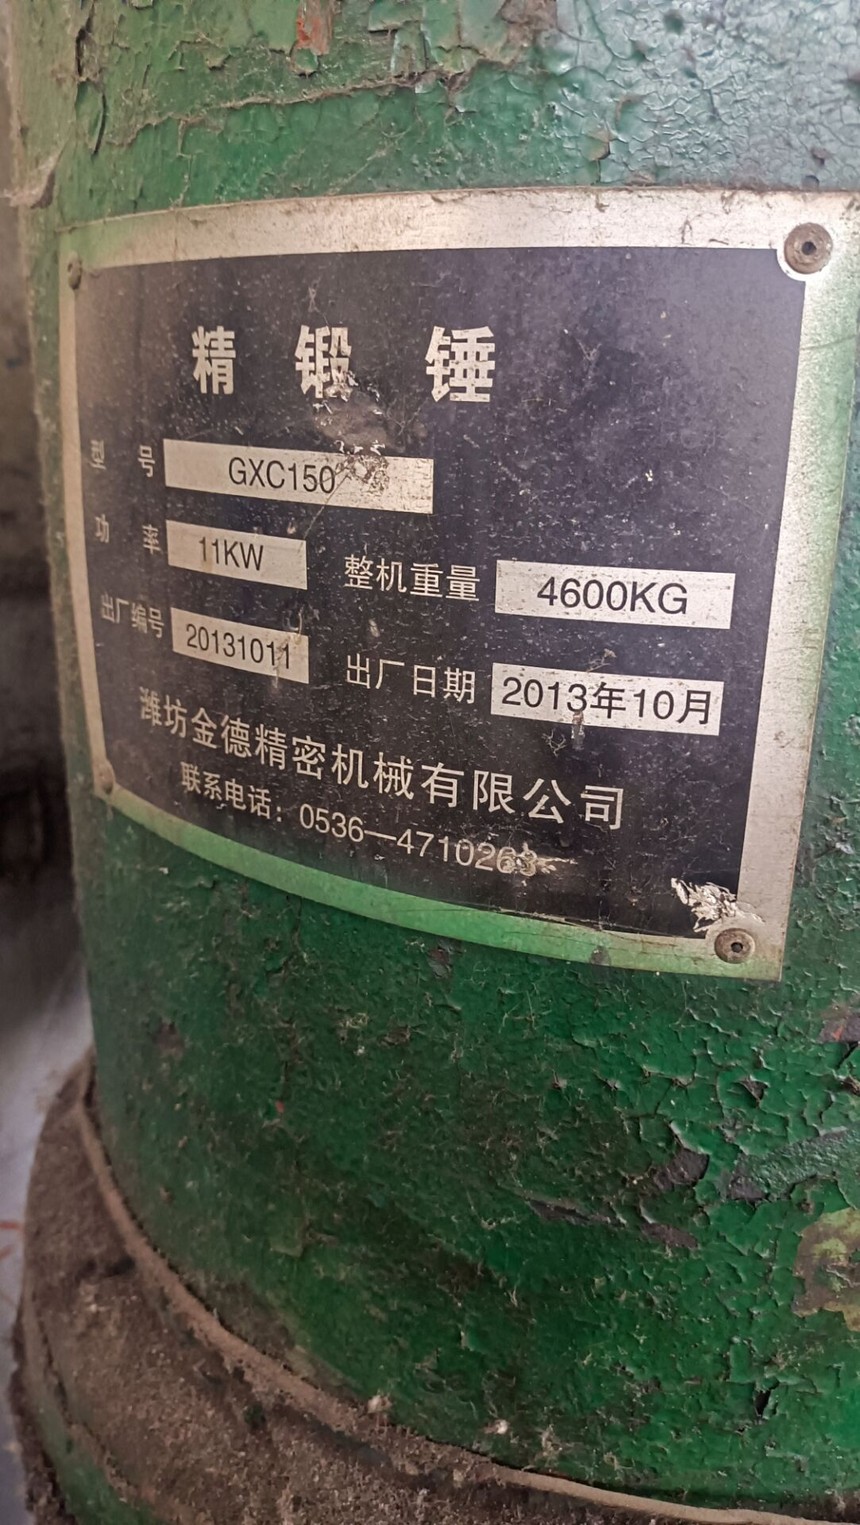 精锻锤
型号 GXC150
功率 11KW 整机重量 4600KG
出厂编号 20131011 出厂日期 2013年10月
潍坊金德精密机械有限公司
联系电话：0536—4710263